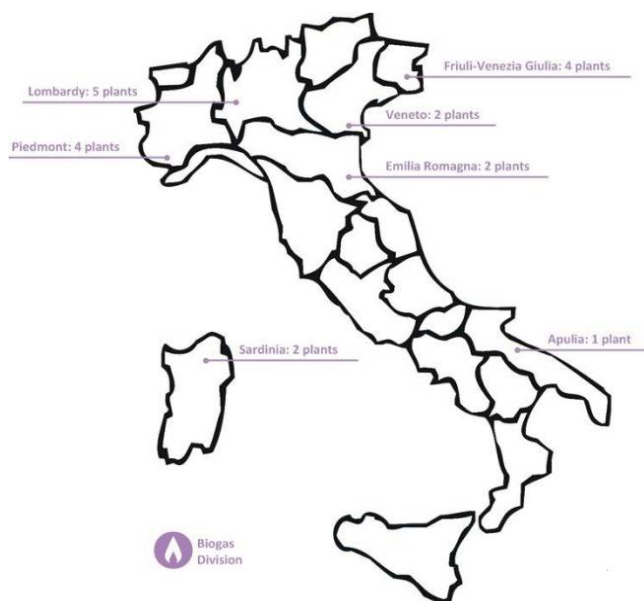 Friuli-Venezia Giulia: 4 plants
Lombardy: 5 plants
Veneto: 2 plants
Piedmont: 4 plants
Emilia Romagna: 2 plants
Apulia: 1 plant
Sardinia: 2 plants
Biogas
Division